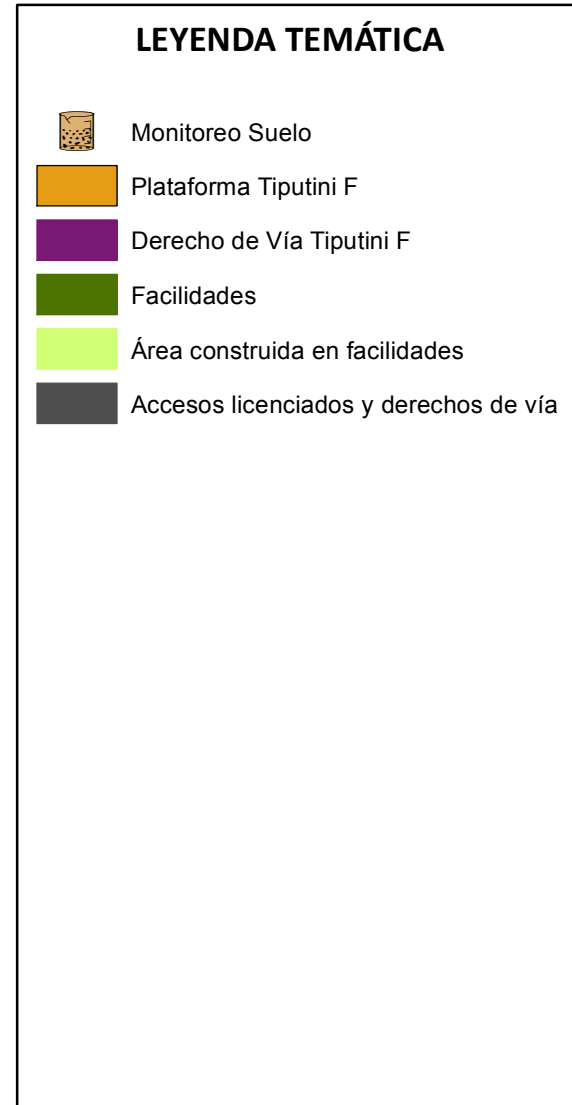 LEYENDA TEMÁTICA
Monitoreo Suelo
Plataforma Tiputini F
Derecho de Vía Tiputini F
Facilidades
Área construida en facilidades
Accesos licenciados y derechos de vía